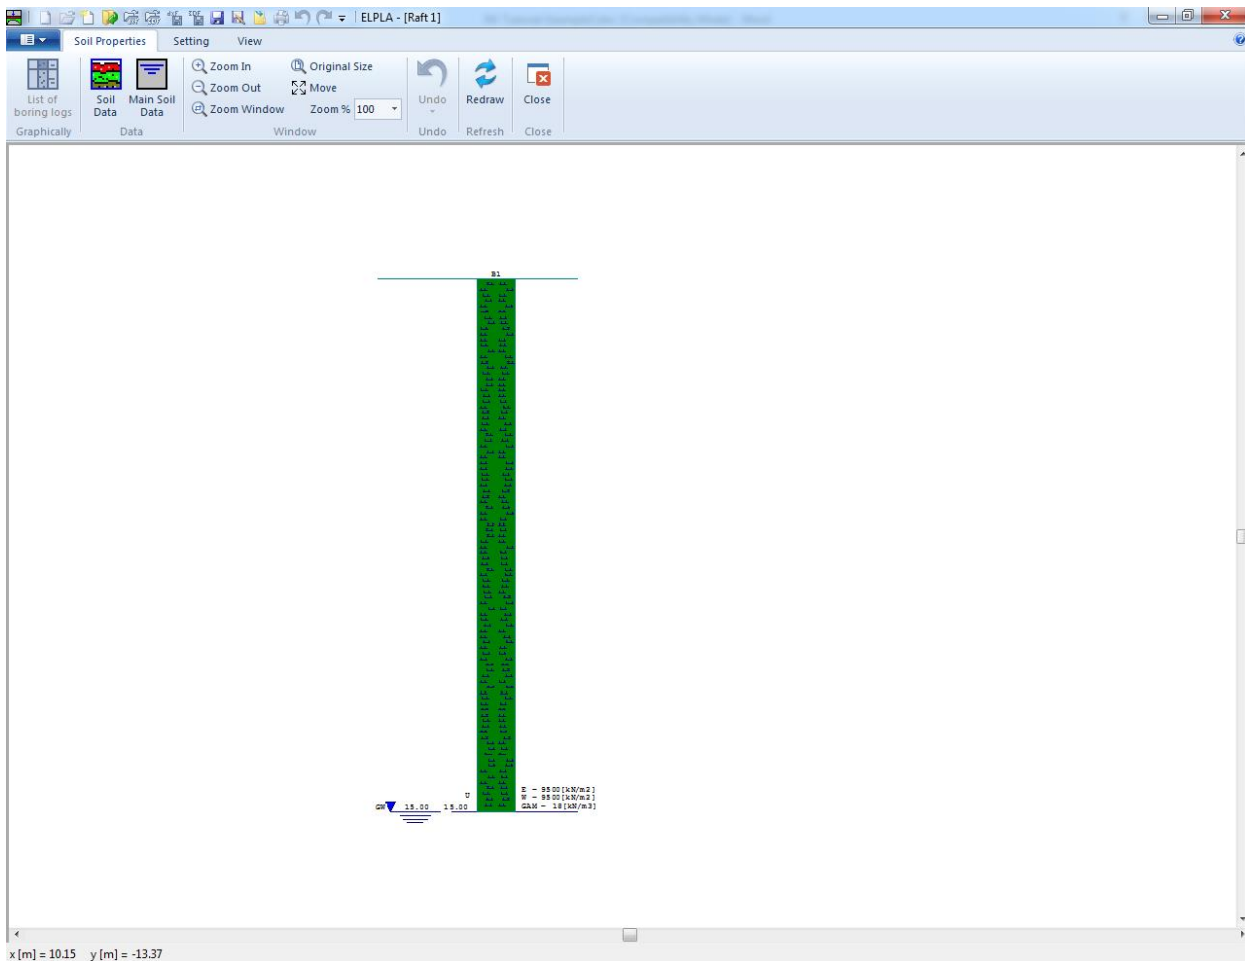 ELPLA - [Raft 1]
Soil Properties Setting View
List of boring logs
Soil Data
Main Soil Data
Zoom In
Zoom Out
Zoom Window
Original Size
Move
Zoom % 100
Undo
Redraw
Close
Graphically Data Window Undo Refresh Close
B1
U
E = 9500[kN/m2]
W = 9500[kN/m2]
GAM = 18[kN/m3]
GW 15.00 15.00
x [m] = 10.15 y [m] = -13.37